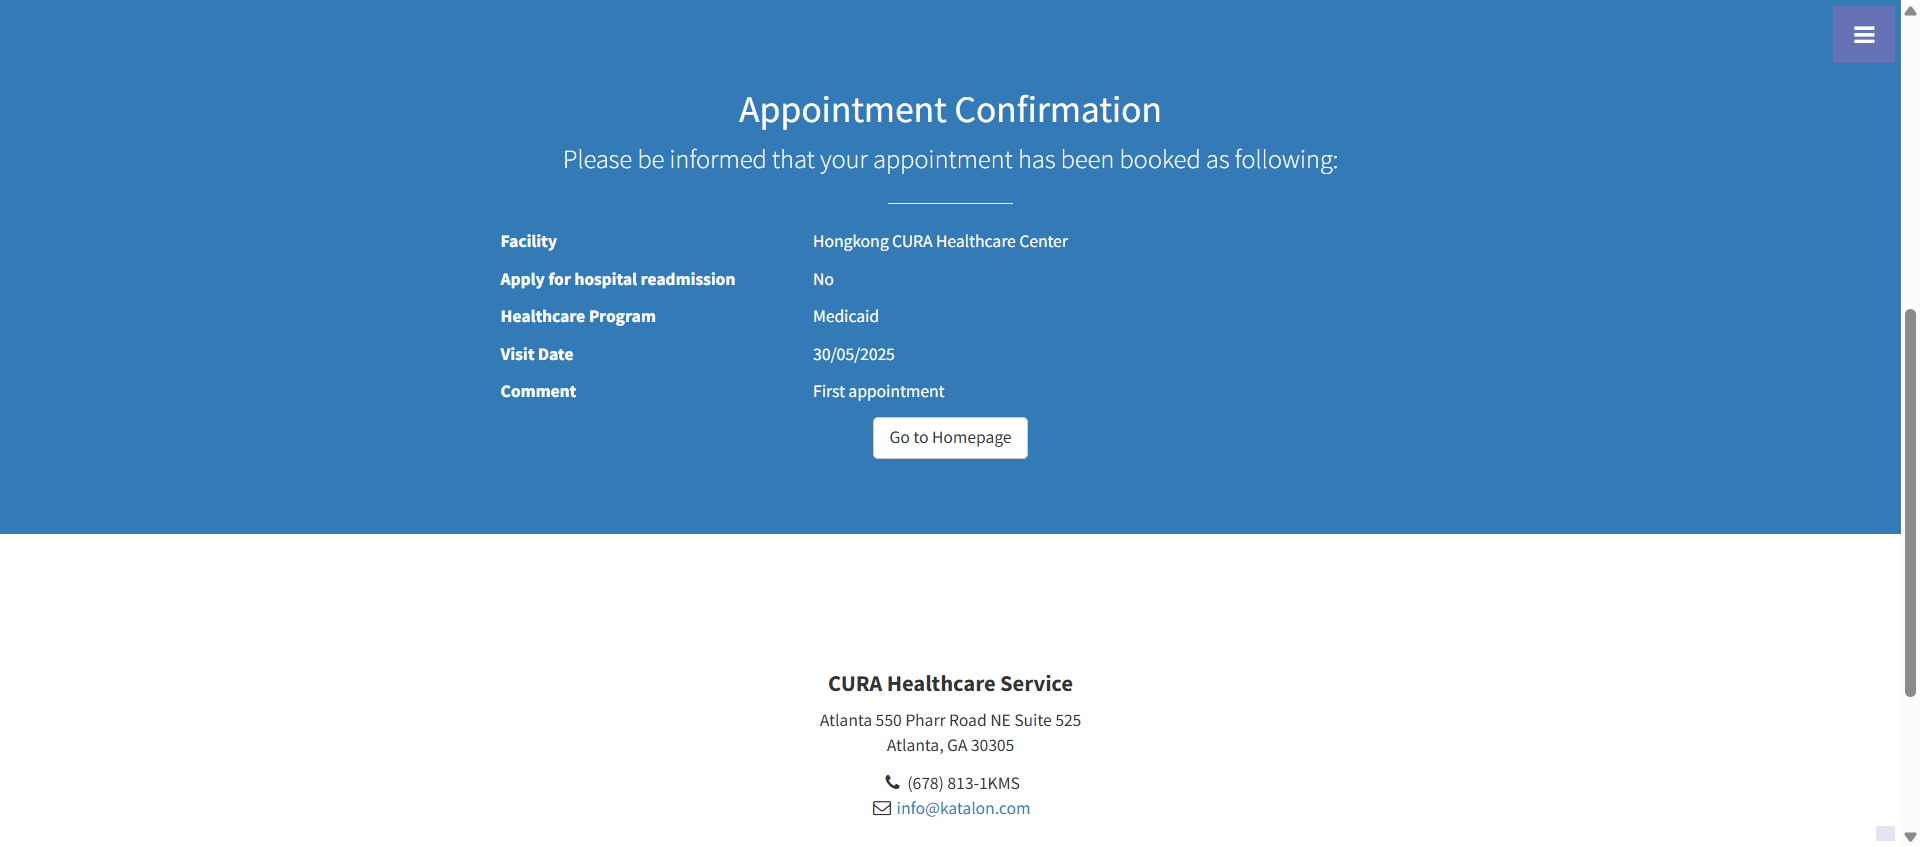 Appointment Confirmation
Please be informed that your appointment has been booked as following:
Facility Hongkong CURA Healthcare Center
Apply for hospital readmission No
Healthcare Program Medicaid
Visit Date 30/05/2025
Comment First appointment
Go to Homepage
CURA Healthcare Service
Atlanta 550 Pharr Road NE Suite 525
Atlanta, GA 30305
(678) 813-1KMS
info@katalon.com